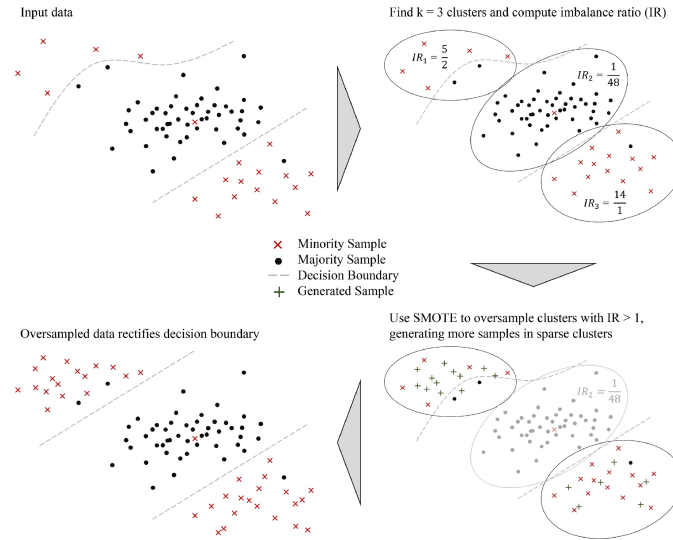 Input data
Find k = 3 clusters and compute imbalance ratio (IR)
IR₁ = 5/2
IR₂ = 1/48
IR₃ = 14/1
Minority Sample
Majority Sample
Decision Boundary
Generated Sample
Oversampled data rectifies decision boundary
Use SMOTE to oversample clusters with IR > 1,
generating more samples in sparse clusters
IR₂ = 1/48